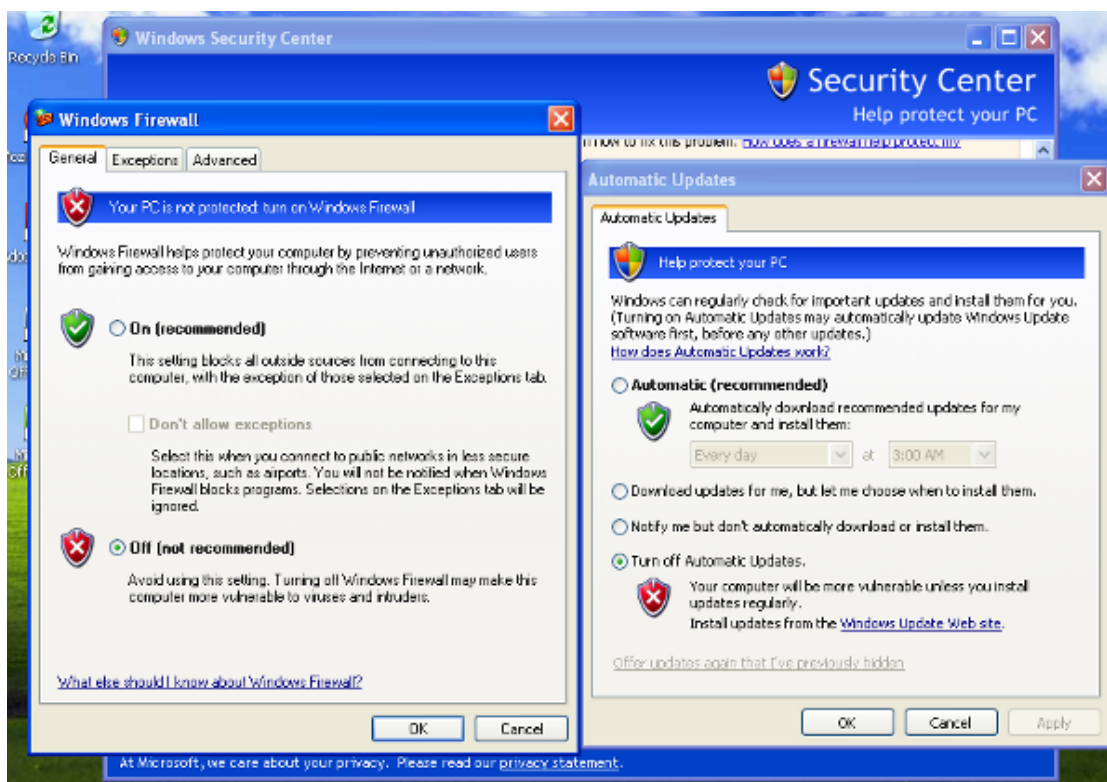 Recycle Bin
Windows Security Center
Security Center
Help protect your PC
Windows Firewall
General
Exceptions
Advanced
Your PC is not protected: turn on Windows Firewall
Windows Firewall helps protect your computer by preventing unauthorized users
from gaining access to your computer through the Internet or a network.
On (recommended)
This setting blocks all outside sources from connecting to this
computer, with the exception of those selected on the Exceptions tab.
Don't allow exceptions
Select this when you connect to public networks in less secure
locations, such as airports. You will not be notified when Windows
Firewall blocks programs. Selections on the Exceptions tab will be
ignored.
Off (not recommended)
Avoid using this setting. Turning off Windows Firewall may make this
computer more vulnerable to viruses and intruders.
What else should I know about Windows Firewall?
OK
Cancel
how to fix this problem. How does a firewall help protect my
Automatic Updates
Automatic Updates
Help protect your PC
Windows can regularly check for important updates and install them for you.
(Turning on Automatic Updates may automatically update Windows Update
software first, before any other updates.)
How does Automatic Updates work?
Automatic (recommended)
Automatically download recommended updates for my
computer and install them:
Every day at 3:00 AM
Download updates for me, but let me choose when to install them.
Notify me but don't automatically download or install them.
Turn off Automatic Updates.
Your computer will be more vulnerable unless you install
updates regularly.
Install updates from the Windows Update Web site.
Offer updates again that I've previously hidden
OK
Cancel
Apply
At Microsoft, we care about your privacy. Please read our privacy statement.